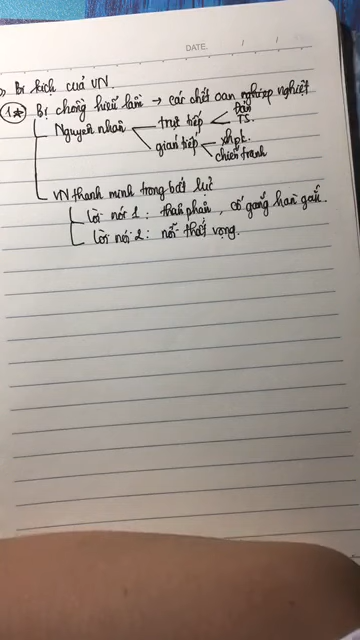 DATE. / /
Bi kịch của VN
1* Bị chồng hiểu lầm → cái chết oan nghiệp nghiệt
Nguyên nhân trực tiếp Đản
TS.
gián tiếp xhpk.
chiến tranh
VN thanh minh trong bất lực
lời nói 1: thân phận, cố gắng hàn gắn.
lời nói 2: nỗi thất vọng.